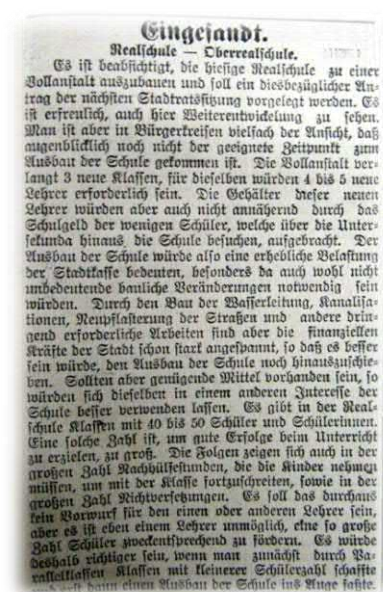 Eingesandt.
Realschule — Oberrealschule.
Es ist beabsichtigt, die hiesige Realschule zu einer
Vollanstalt auszubauen und soll ein diesbezüglicher An-
trag der nächsten Stadtratssitzung vorgelegt werden. Es
ist erfreulich, auch hier Weiterentwickelung zu sehen.
Man ist aber in Bürgerkreisen vielfach der Ansicht, daß
augenblicklich noch nicht der geeignete Zeitpunkt zum
Ausbau der Schule gekommen ist. Die Vollanstalt ver-
langt 3 neue Klassen, für dieselben würden 4 bis 5 neue
Lehrer erforderlich sein. Die Gehälter dieser neuen
Lehrer würden aber auch nicht annähernd durch das
Schulgeld der wenigen Schüler, welche über die Unter-
sekunda hinaus die Schule besuchen, aufgebracht. Der
Ausbau der Schule würde also eine erhebliche Belastung
der Stadtkasse bedeuten, besonders da auch wohl nicht
unbedeutende bauliche Veränderungen notwendig sein
würden. Durch den Bau der Wasserleitung, Kanalisa-
tionen, Neupflasterung der Straßen und andere drin-
gend erforderliche Arbeiten sind aber die finanziellen
Kräfte der Stadt schon stark angespannt, so daß es besser
sein würde, den Ausbau der Schule noch hinauszuschie-
ben. Sollten aber genügende Mittel vorhanden sein, so
würden sich dieselben in einem anderen Interesse der
Schule besser verwenden lassen. Es gibt in der Real-
schule Klassen mit 40 bis 50 Schüler und Schülerinnen.
Eine solche Zahl ist, um gute Erfolge beim Unterricht
zu erzielen, zu groß. Die Folgen zeigen sich auch in der
großen Zahl Nachhülfestunden, die die Kinder nehmen
müssen, um mit der Klasse fortzuschreiten, sowie in der
großen Zahl Nichtversetzungen. Es soll das durchaus
kein Vorwurf für den einen oder anderen Lehrer sein,
aber es ist eben einem Lehrer unmöglich, eine so große
Zahl Schüler zweckentsprechend zu fördern. Es würde
deshalb richtiger sein, wenn man zunächst durch Pa-
rallelklassen Klassen mit kleinerer Schülerzahl schaffte
dann einen Ausbau der Schule ins Auge faßte.